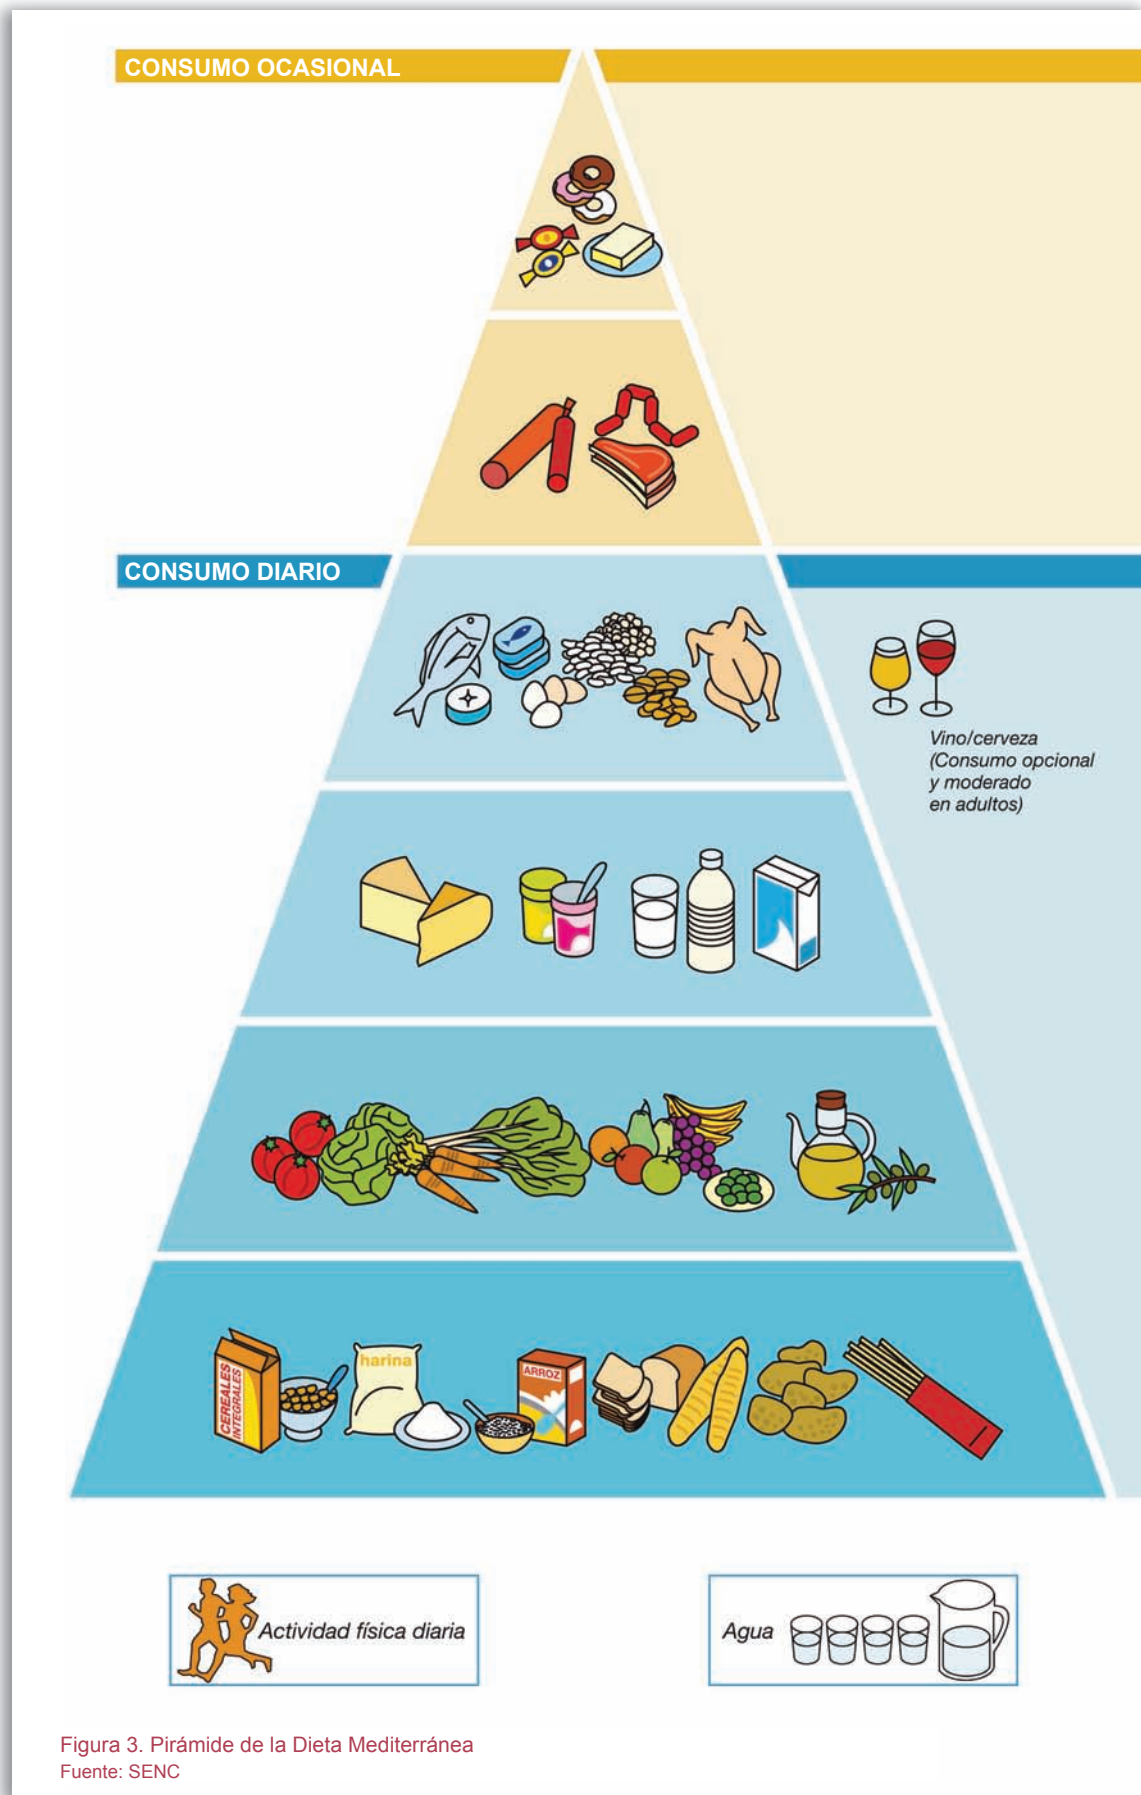 CONSUMO OCASIONAL
CONSUMO DIARIO
Vino/cerveza
(Consumo opcional
y moderado
en adultos)
CEREALES
INTEGRALES
harina
ARROZ
Actividad física diaria
Agua
Figura 3. Pirámide de la Dieta Mediterránea
Fuente: SENC